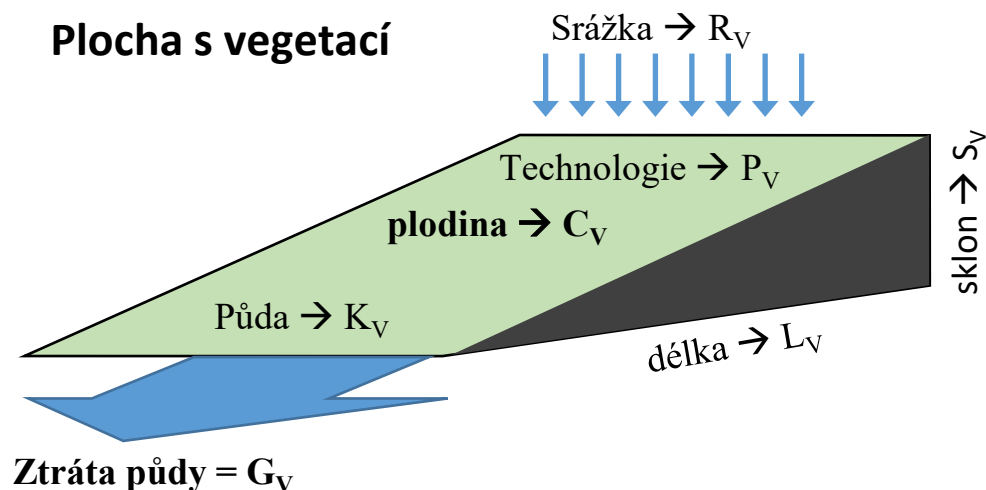 Plocha s vegetací
Srážka → R_V
Technologie → P_V
plodina → C_V
sklon → S_V
Půda → K_V
délka → L_V
Ztráta půdy = G_V